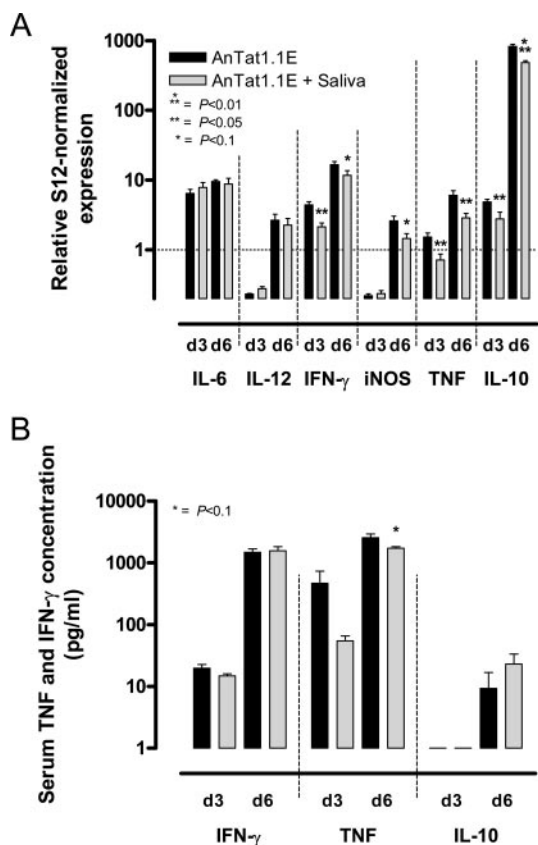 A
Relative S12-normalized
expression
1000
100
10
1
AnTat1.1E
AnTat1.1E + Saliva
*
** = P<0.01
** = P<0.05
* = P<0.1
**
*
*
**
**
**
*
**
d3 d6 d3 d6 d3 d6 d3 d6 d3 d6 d3 d6
IL-6 IL-12 IFN-γ iNOS TNF IL-10
B
Serum TNF and IFN-γ concentration
(pg/ml)
10000
1000
100
10
1
* = P<0.1
*
d3 d6 d3 d6 d3 d6
IFN-γ TNF IL-10